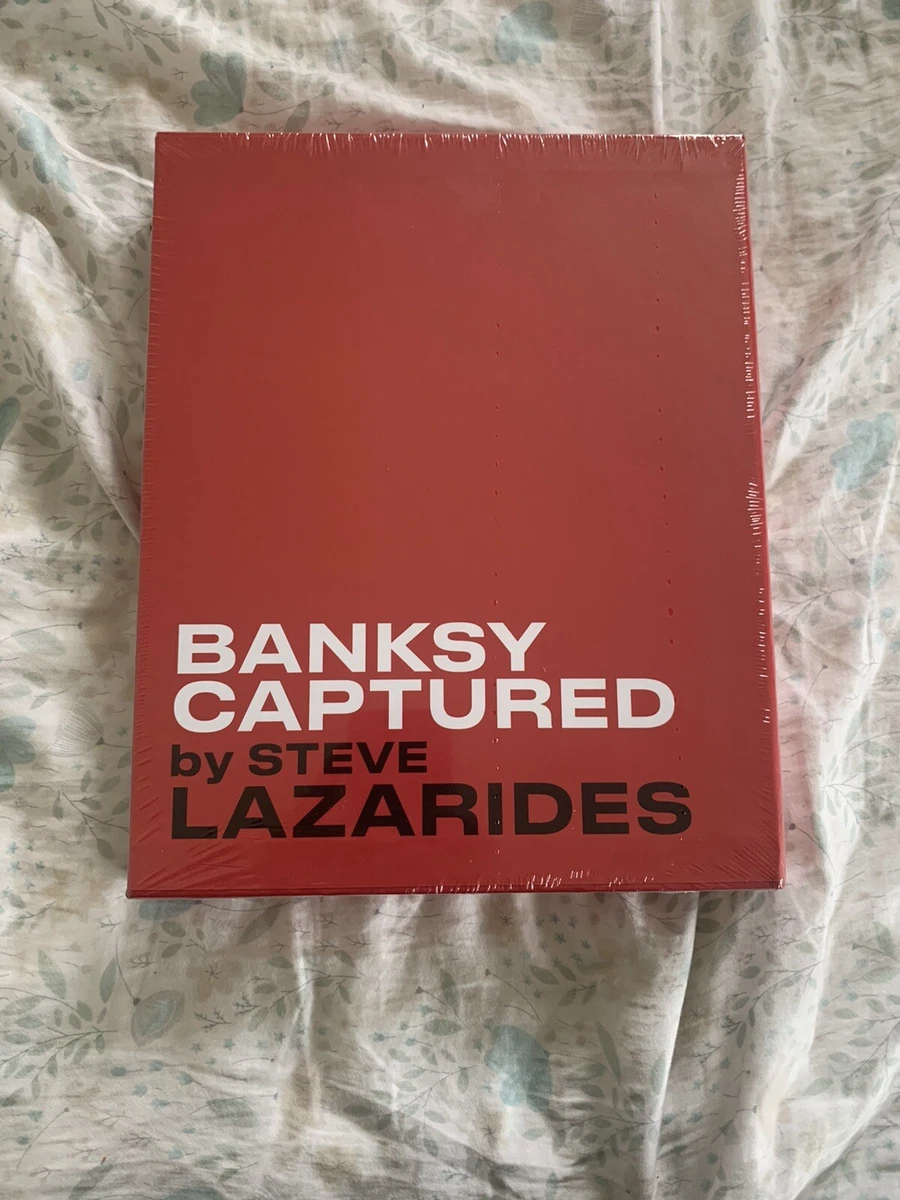 BANKSY
CAPTURED
by STEVE
LAZARIDES